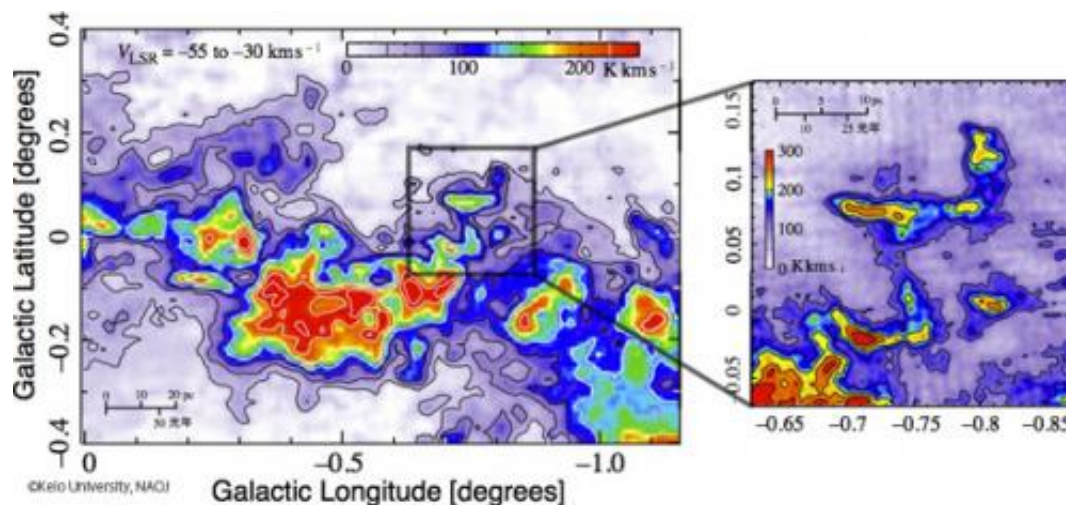 V_LSR = −55 to −30 km s⁻¹
0 100 200 K km s⁻¹
0.4
0.2
0
−0.2
−0.4
Galactic Latitude [degrees]
0 10 20 pc
50 光年
0 −0.5 −1.0
Galactic Longitude [degrees]
©Keio University, NAOJ
0 5 10 pc
10 25 光年
300
200
100
0 K km s
0.15
0.1
0.05
0
0.05
−0.65 −0.7 −0.75 −0.8 −0.85